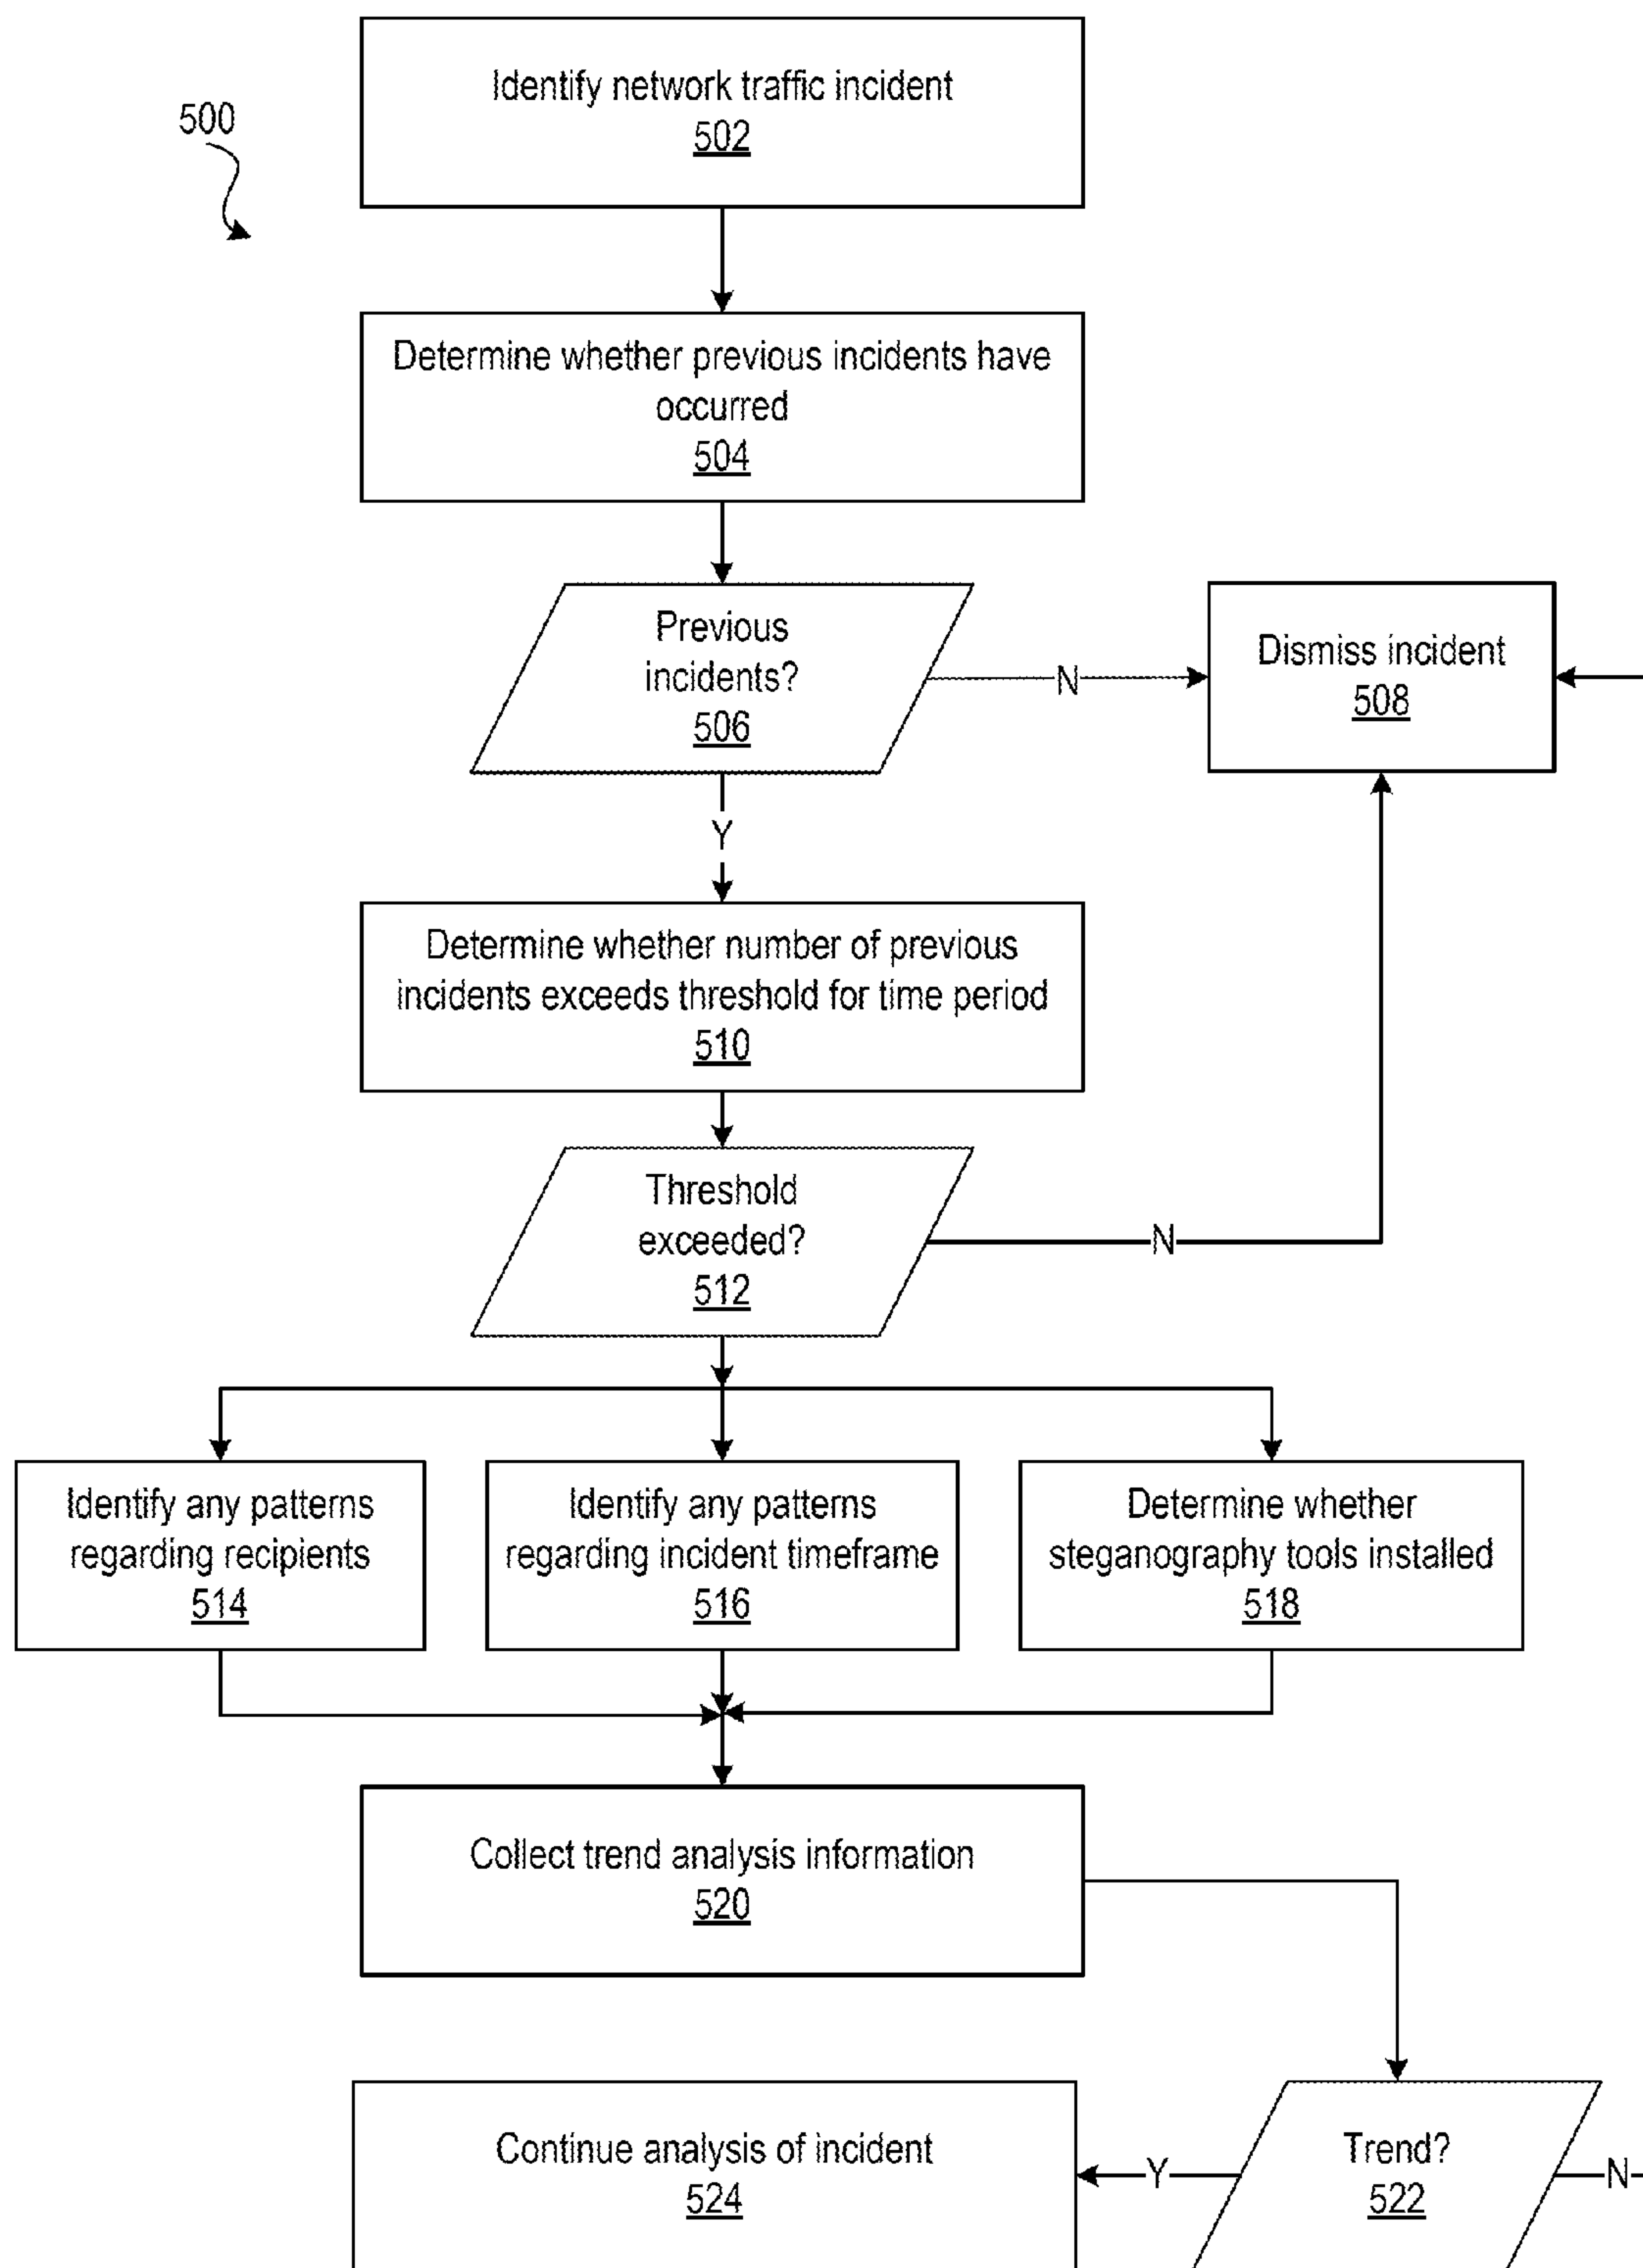 500
Identify network traffic incident
502
Determine whether previous incidents have
occurred
504
Previous
incidents?
506
N
Dismiss incident
508
Y
Determine whether number of previous
incidents exceeds threshold for time period
510
Threshold
exceeded?
512
N
Identify any patterns
regarding recipients
514
Identify any patterns
regarding incident timeframe
516
Determine whether
steganography tools installed
518
Collect trend analysis information
520
Trend?
522
N
Y
Continue analysis of incident
524